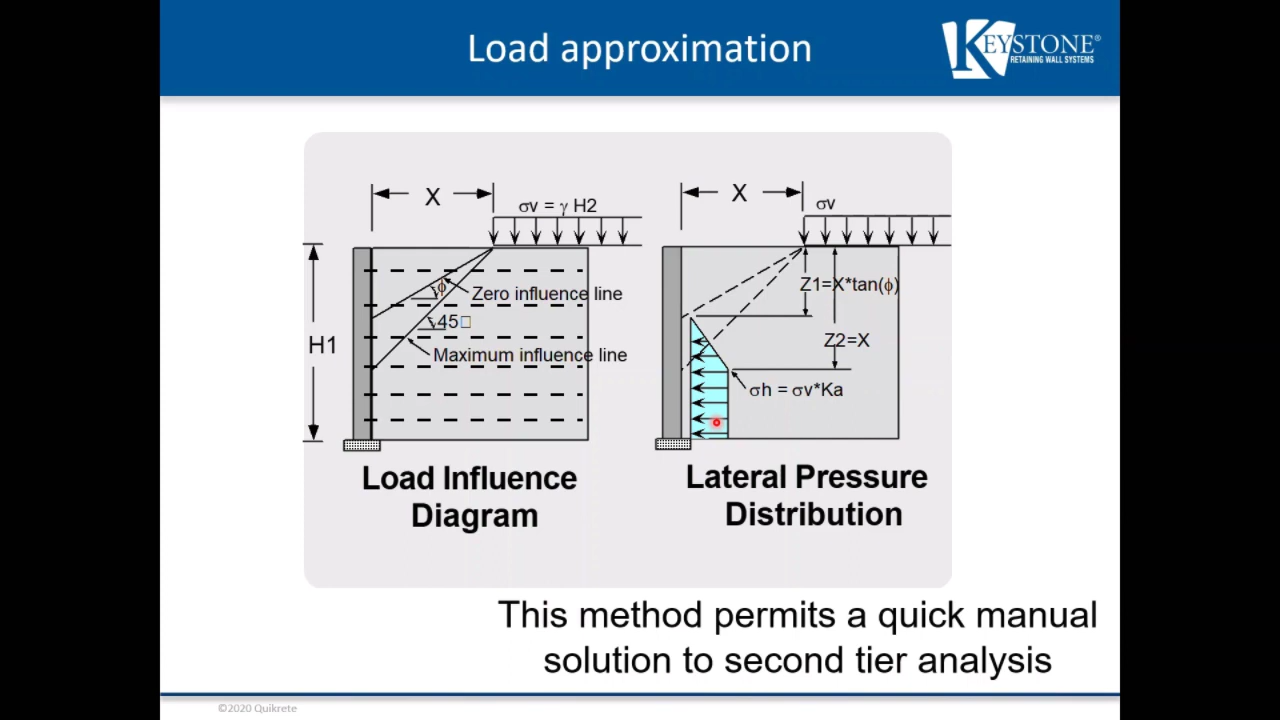 Load approximation
KEYSTONE®
RETAINING WALL SYSTEMS
X
σv = γ H2
ϕ
Zero influence line
45□
H1
Maximum influence line
Load Influence
Diagram
X
σv
Z1=X*tan(ϕ)
Z2=X
σh = σv*Ka
Lateral Pressure
Distribution
This method permits a quick manual
solution to second tier analysis
©2020 Quikrete